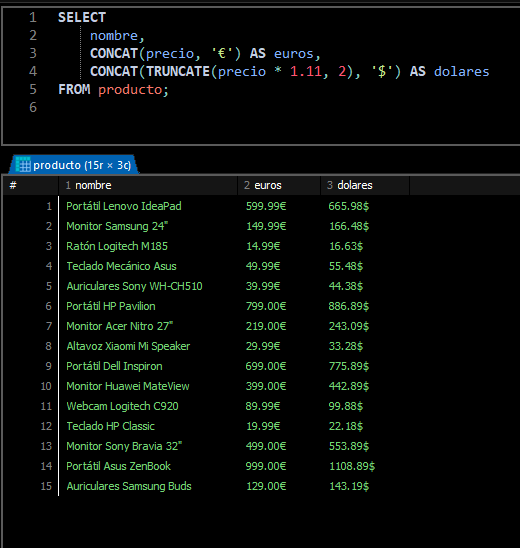 1 SELECT
2 nombre,
3 CONCAT(precio, '€') AS euros,
4 CONCAT(TRUNCATE(precio * 1.11, 2), '$') AS dolares
5 FROM producto;
6
producto (15r × 3c)
# 1 nombre 2 euros 3 dolares
1 Portátil Lenovo IdeaPad 599.99€ 665.98$
2 Monitor Samsung 24" 149.99€ 166.48$
3 Ratón Logitech M185 14.99€ 16.63$
4 Teclado Mecánico Asus 49.99€ 55.48$
5 Auriculares Sony WH-CH510 39.99€ 44.38$
6 Portátil HP Pavilion 799.00€ 886.89$
7 Monitor Acer Nitro 27" 219.00€ 243.09$
8 Altavoz Xiaomi Mi Speaker 29.99€ 33.28$
9 Portátil Dell Inspiron 699.00€ 775.89$
10 Monitor Huawei MateView 399.00€ 442.89$
11 Webcam Logitech C920 89.99€ 99.88$
12 Teclado HP Classic 19.99€ 22.18$
13 Monitor Sony Bravia 32" 499.00€ 553.89$
14 Portátil Asus ZenBook 999.00€ 1108.89$
15 Auriculares Samsung Buds 129.00€ 143.19$